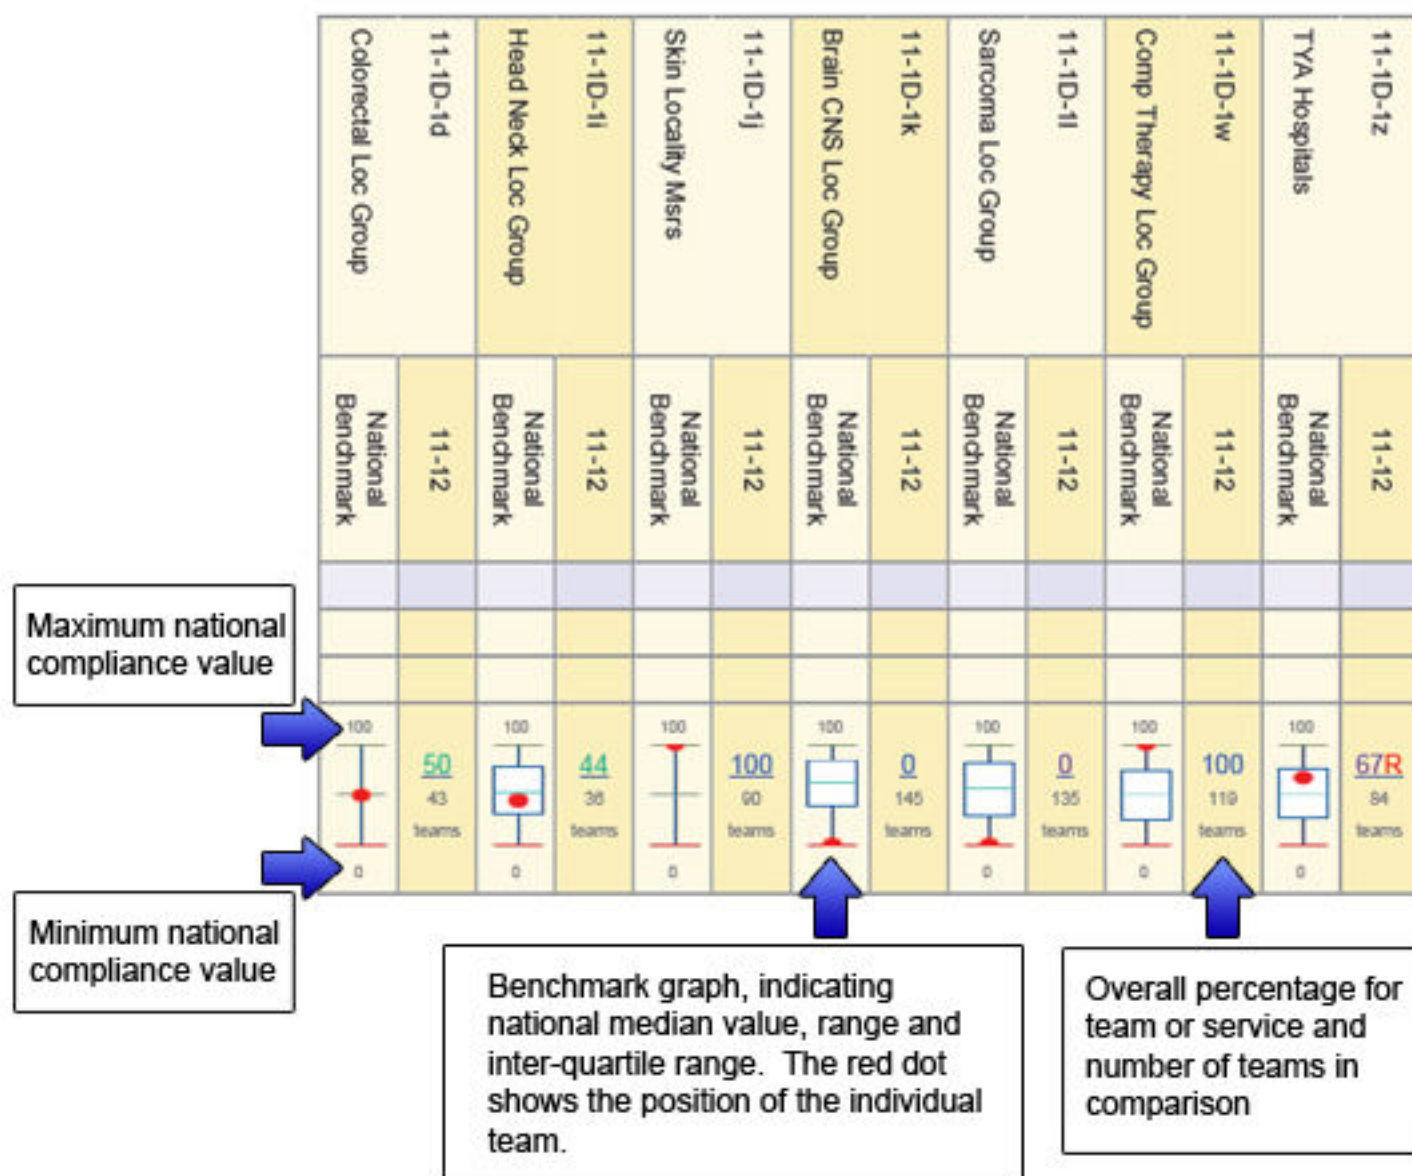 Colorectal Loc Group
11-1D-1d
Head Neck Loc Group
11-1D-1i
Skin Locality Msrs
11-1D-1j
Brain CNS Loc Group
11-1D-1k
Sarcoma Loc Group
11-1D-1l
Comp Therapy Loc Group
11-1D-1w
TYA Hospitals
11-1D-1z
National
Benchmark
11-12
National
Benchmark
11-12
National
Benchmark
11-12
National
Benchmark
11-12
National
Benchmark
11-12
National
Benchmark
11-12
National
Benchmark
11-12
Maximum national
compliance value
100
0
50
43
teams
100
0
44
36
teams
100
0
100
90
teams
100
0
145
teams
100
0
0
135
teams
100
0
100
119
teams
100
0
67R
84
teams
Minimum national
compliance value
Benchmark graph, indicating
national median value, range and
inter-quartile range. The red dot
shows the position of the individual
team.
Overall percentage for
team or service and
number of teams in
comparison